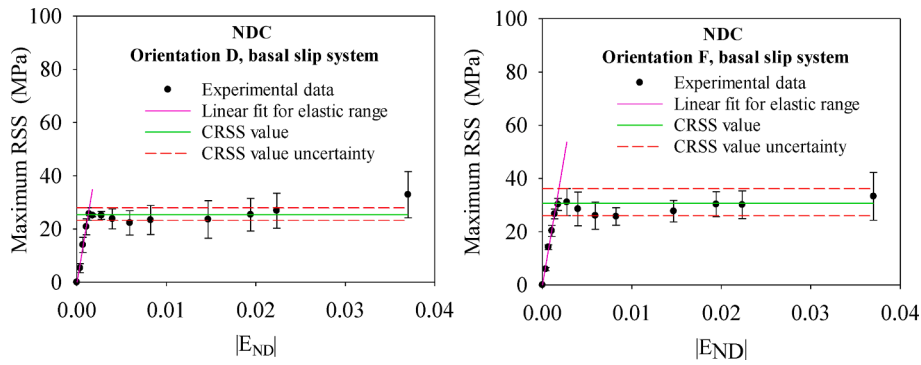 NDC
Orientation D, basal slip system
Experimental data
Linear fit for elastic range
CRSS value
CRSS value uncertainty
Maximum RSS (MPa)
100
80
60
40
20
0
0.00 0.01 0.02 0.03 0.04
|E_ND|
NDC
Orientation F, basal slip system
Experimental data
Linear fit for elastic range
CRSS value
CRSS value uncertainty
Maximum RSS (MPa)
100
80
60
40
20
0
0.00 0.01 0.02 0.03 0.04
|E_ND|